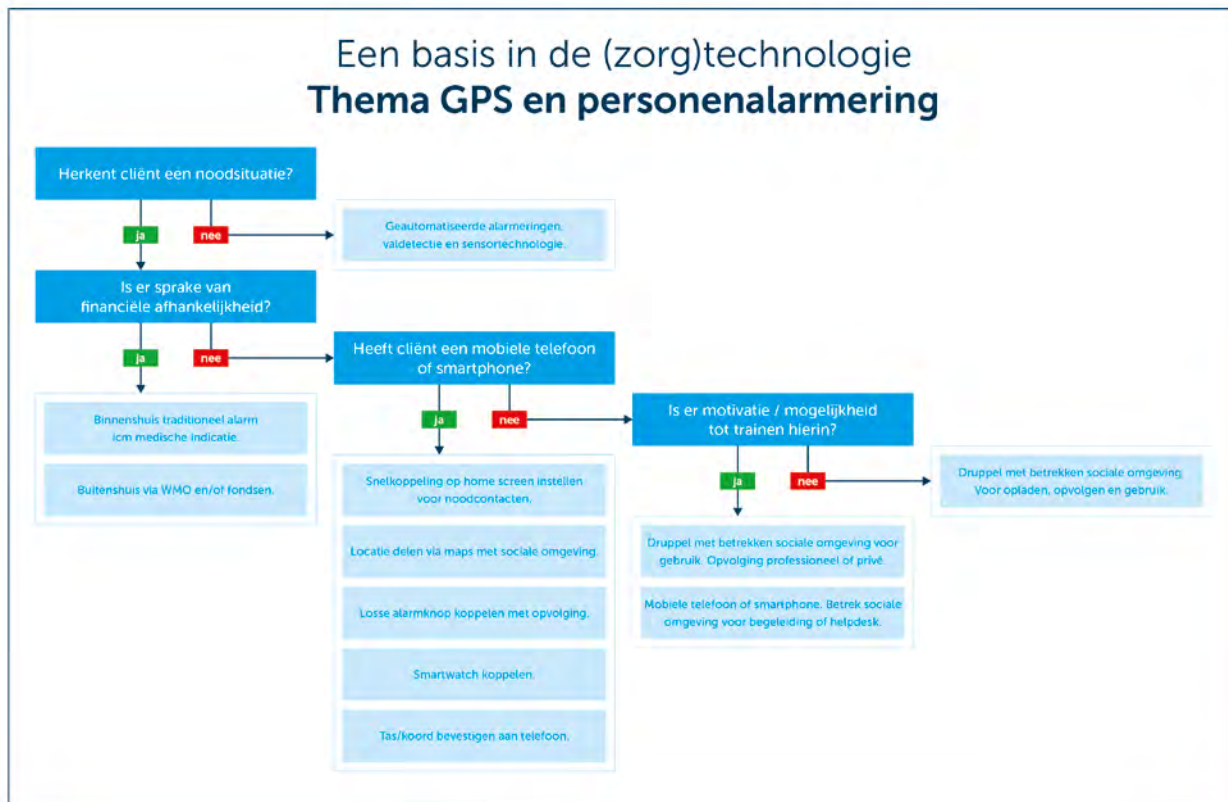 Een basis in de (zorg)technologie
Thema GPS en personenalarmering
Herkent cliënt een noodsituatie?
ja
nee
Geautomatiseerde alarmeringen,
valdetectie en sensortechnologie.
Is er sprake van
financiële afhankelijkheid?
ja
nee
Binnenshuis traditioneel alarm
icm medische indicatie.
Buitenshuis via WMO en/of fondsen.
Heeft cliënt een mobiele telefoon
of smartphone?
ja
nee
Snelkoppeling op home screen instellen
voor noodcontacten.
Locatie delen via maps met sociale omgeving.
Losse alarmknop koppelen met opvolging.
Smartwatch koppelen.
Tas/koord bevestigen aan telefoon.
Is er motivatie / mogelijkheid
tot trainen hierin?
ja
nee
Druppel met betrekken sociale omgeving voor
gebruik. Opvolging professioneel of privé.
Mobiele telefoon of smartphone. Betrek sociale
omgeving voor begeleiding of helpdesk.
Druppel met betrekken sociale omgeving.
Voor opladen, opvolgen en gebruik.